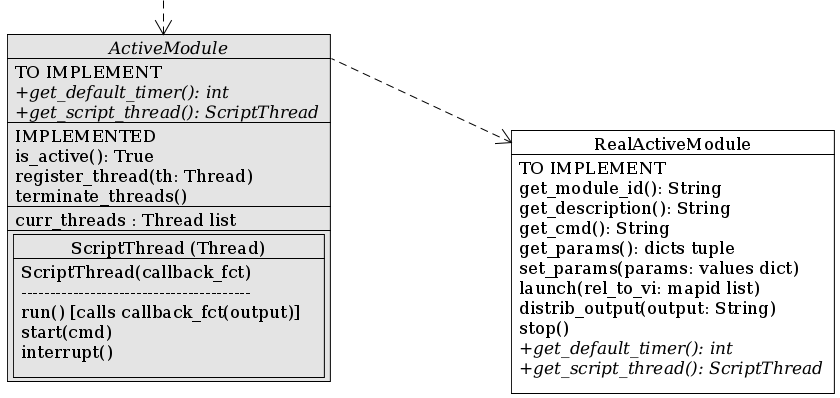 ActiveModule
TO IMPLEMENT
+get_default_timer(): int
+get_script_thread(): ScriptThread
IMPLEMENTED
is_active(): True
register_thread(th: Thread)
terminate_threads()
curr_threads : Thread list
ScriptThread (Thread)
ScriptThread(callback_fct)
----------------------------------------
run() [calls callback_fct(output)]
start(cmd)
interrupt()
RealActiveModule
TO IMPLEMENT
get_module_id(): String
get_description(): String
get_cmd(): String
get_params(): dicts tuple
set_params(params: values dict)
launch(rel_to_vi: mapid list)
distrib_output(output: String)
stop()
+get_default_timer(): int
+get_script_thread(): ScriptThread